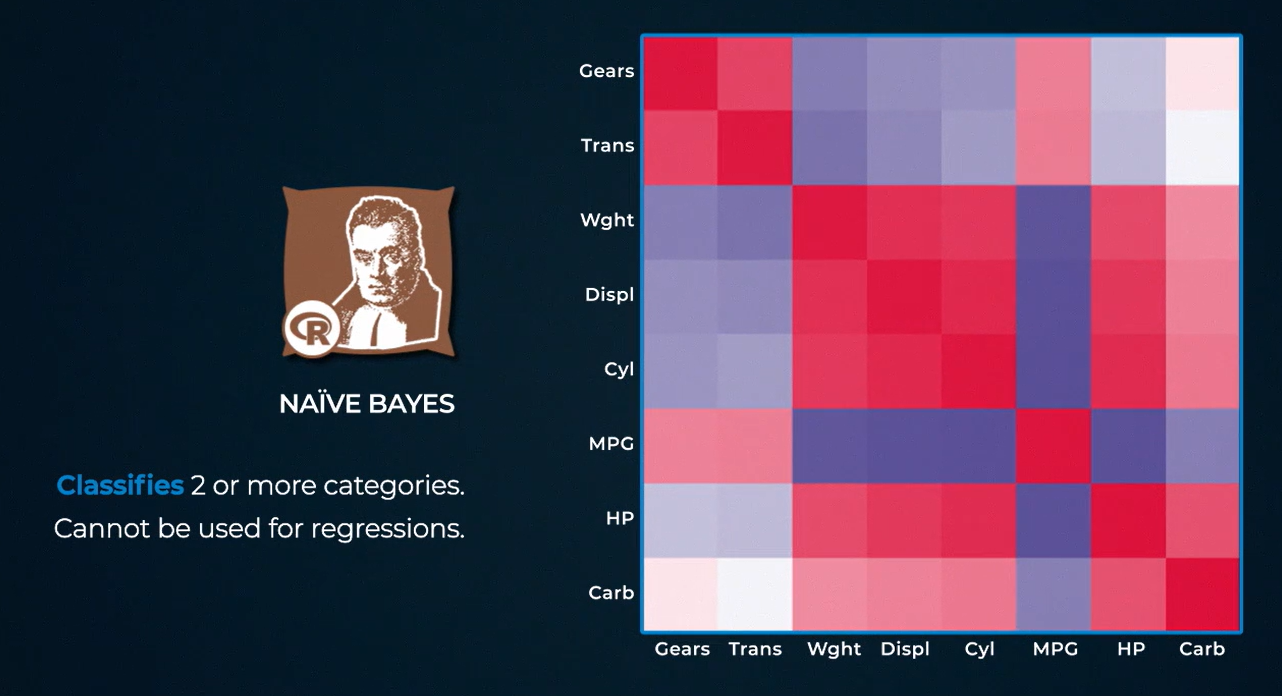 Gears
Trans
Wght
Displ
Cyl
MPG
HP
Carb
Gears Trans Wght Displ Cyl MPG HP Carb
R
NAÏVE BAYES
Classifies 2 or more categories.
Cannot be used for regressions.